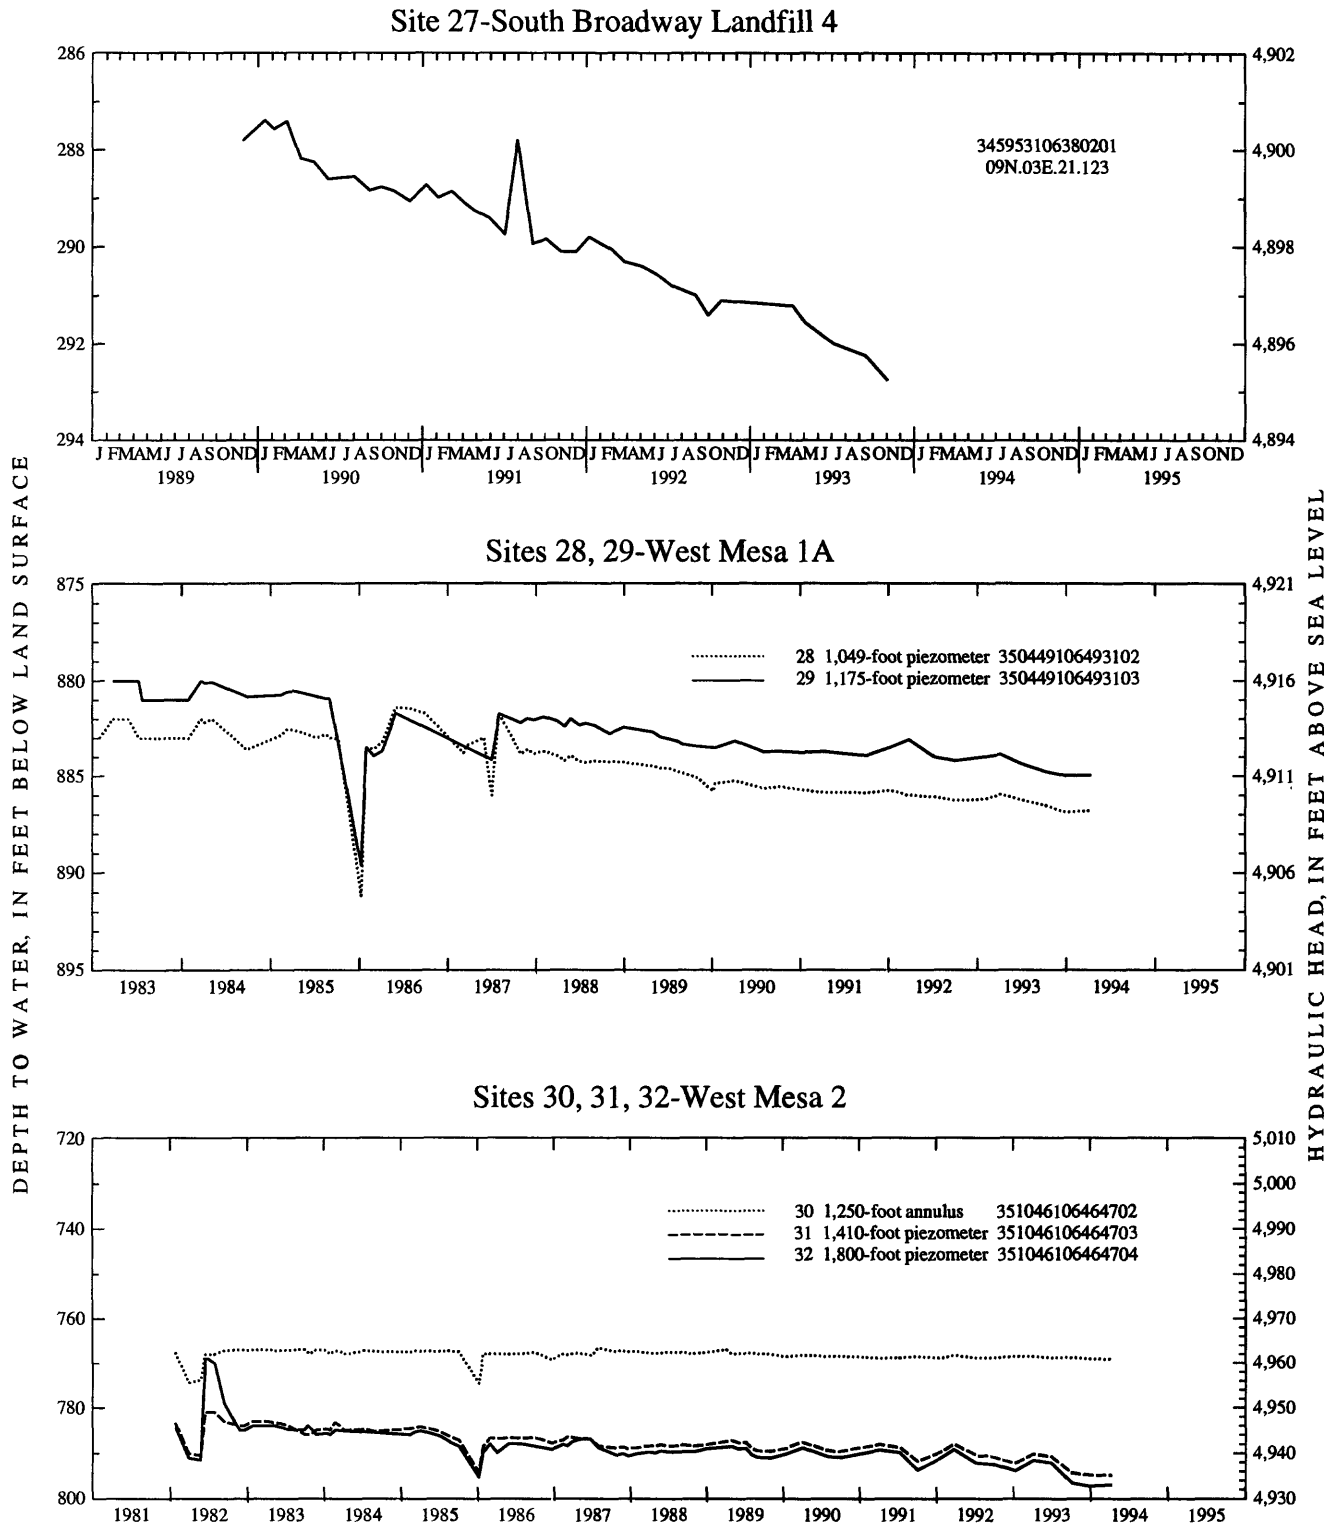 Site 27-South Broadway Landfill 4
286
288
290
292
294
4,902
4,900
4,898
4,896
4,894
345953106380201
09N.03E.21.123
J FMAMJ J A S OND J FMAMJ J A S OND J FMAMJ J A S OND J FMAMJ J A S OND J FMAMJ J A S OND J FMAMJ J A S OND J FMAMJ J A S OND
1989 1990 1991 1992 1993 1994 1995
DEPTH TO WATER, IN FEET BELOW LAND SURFACE
HYDRAULIC HEAD, IN FEET ABOVE SEA LEVEL
Sites 28, 29-West Mesa 1A
875
880
885
890
895
4,921
4,916
4,911
4,906
4,901
28 1,049-foot piezometer 350449106493102
29 1,175-foot piezometer 350449106493103
1983 1984 1985 1986 1987 1988 1989 1990 1991 1992 1993 1994 1995
Sites 30, 31, 32-West Mesa 2
720
740
760
780
800
5,010
5,000
4,990
4,980
4,970
4,960
4,950
4,940
4,930
30 1,250-foot annulus 351046106464702
31 1,410-foot piezometer 351046106464703
32 1,800-foot piezometer 351046106464704
1981 1982 1983 1984 1985 1986 1987 1988 1989 1990 1991 1992 1993 1994 1995